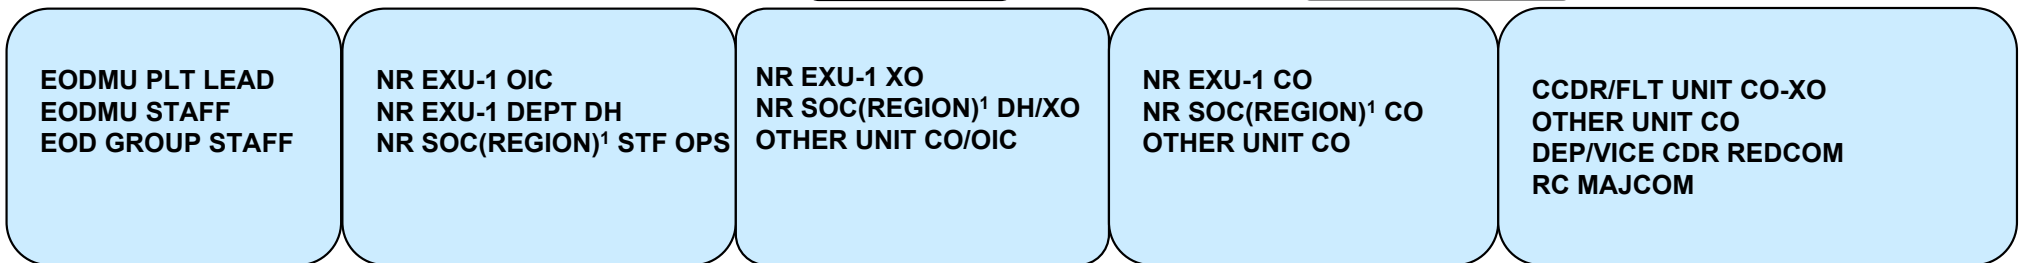 EODMU PLT LEAD
EODMU STAFF
EOD GROUP STAFF
NR EXU-1 OIC
NR EXU-1 DEPT DH
NR SOC(REGION)¹ STF OPS
NR EXU-1 XO
NR SOC(REGION)¹ DH/XO
OTHER UNIT CO/OIC
NR EXU-1 CO
NR SOC(REGION)¹ CO
OTHER UNIT CO
CCDR/FLT UNIT CO-XO
OTHER UNIT CO
DEP/VICE CDR REDCOM
RC MAJCOM